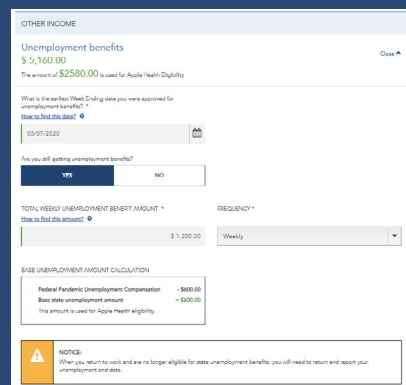 OTHER INCOME
Unemployment benefits
Close
$ 5,160.00
The amount of $2580.00 is used for Apple Health Eligibility
What is the earliest Week Ending date you were approved for
unemployment benefits? *
How to find this date?
03/07/2020
Are you still getting unemployment benefits?
YES NO
TOTAL WEEKLY UNEMPLOYMENT BENEFIT AMOUNT * FREQUENCY *
How to find this amount?
$ 1,200.00 Weekly
BASE UNEMPLOYMENT AMOUNT CALCULATION
Federal Pandemic Unemployment Compensation - $600.00
Base state unemployment amount = $600.00
This amount is used for Apple Health eligibility.
NOTICE:
When you return to work and are no longer eligible for state unemployment benefits, you will need to return and report your
unemployment end date.